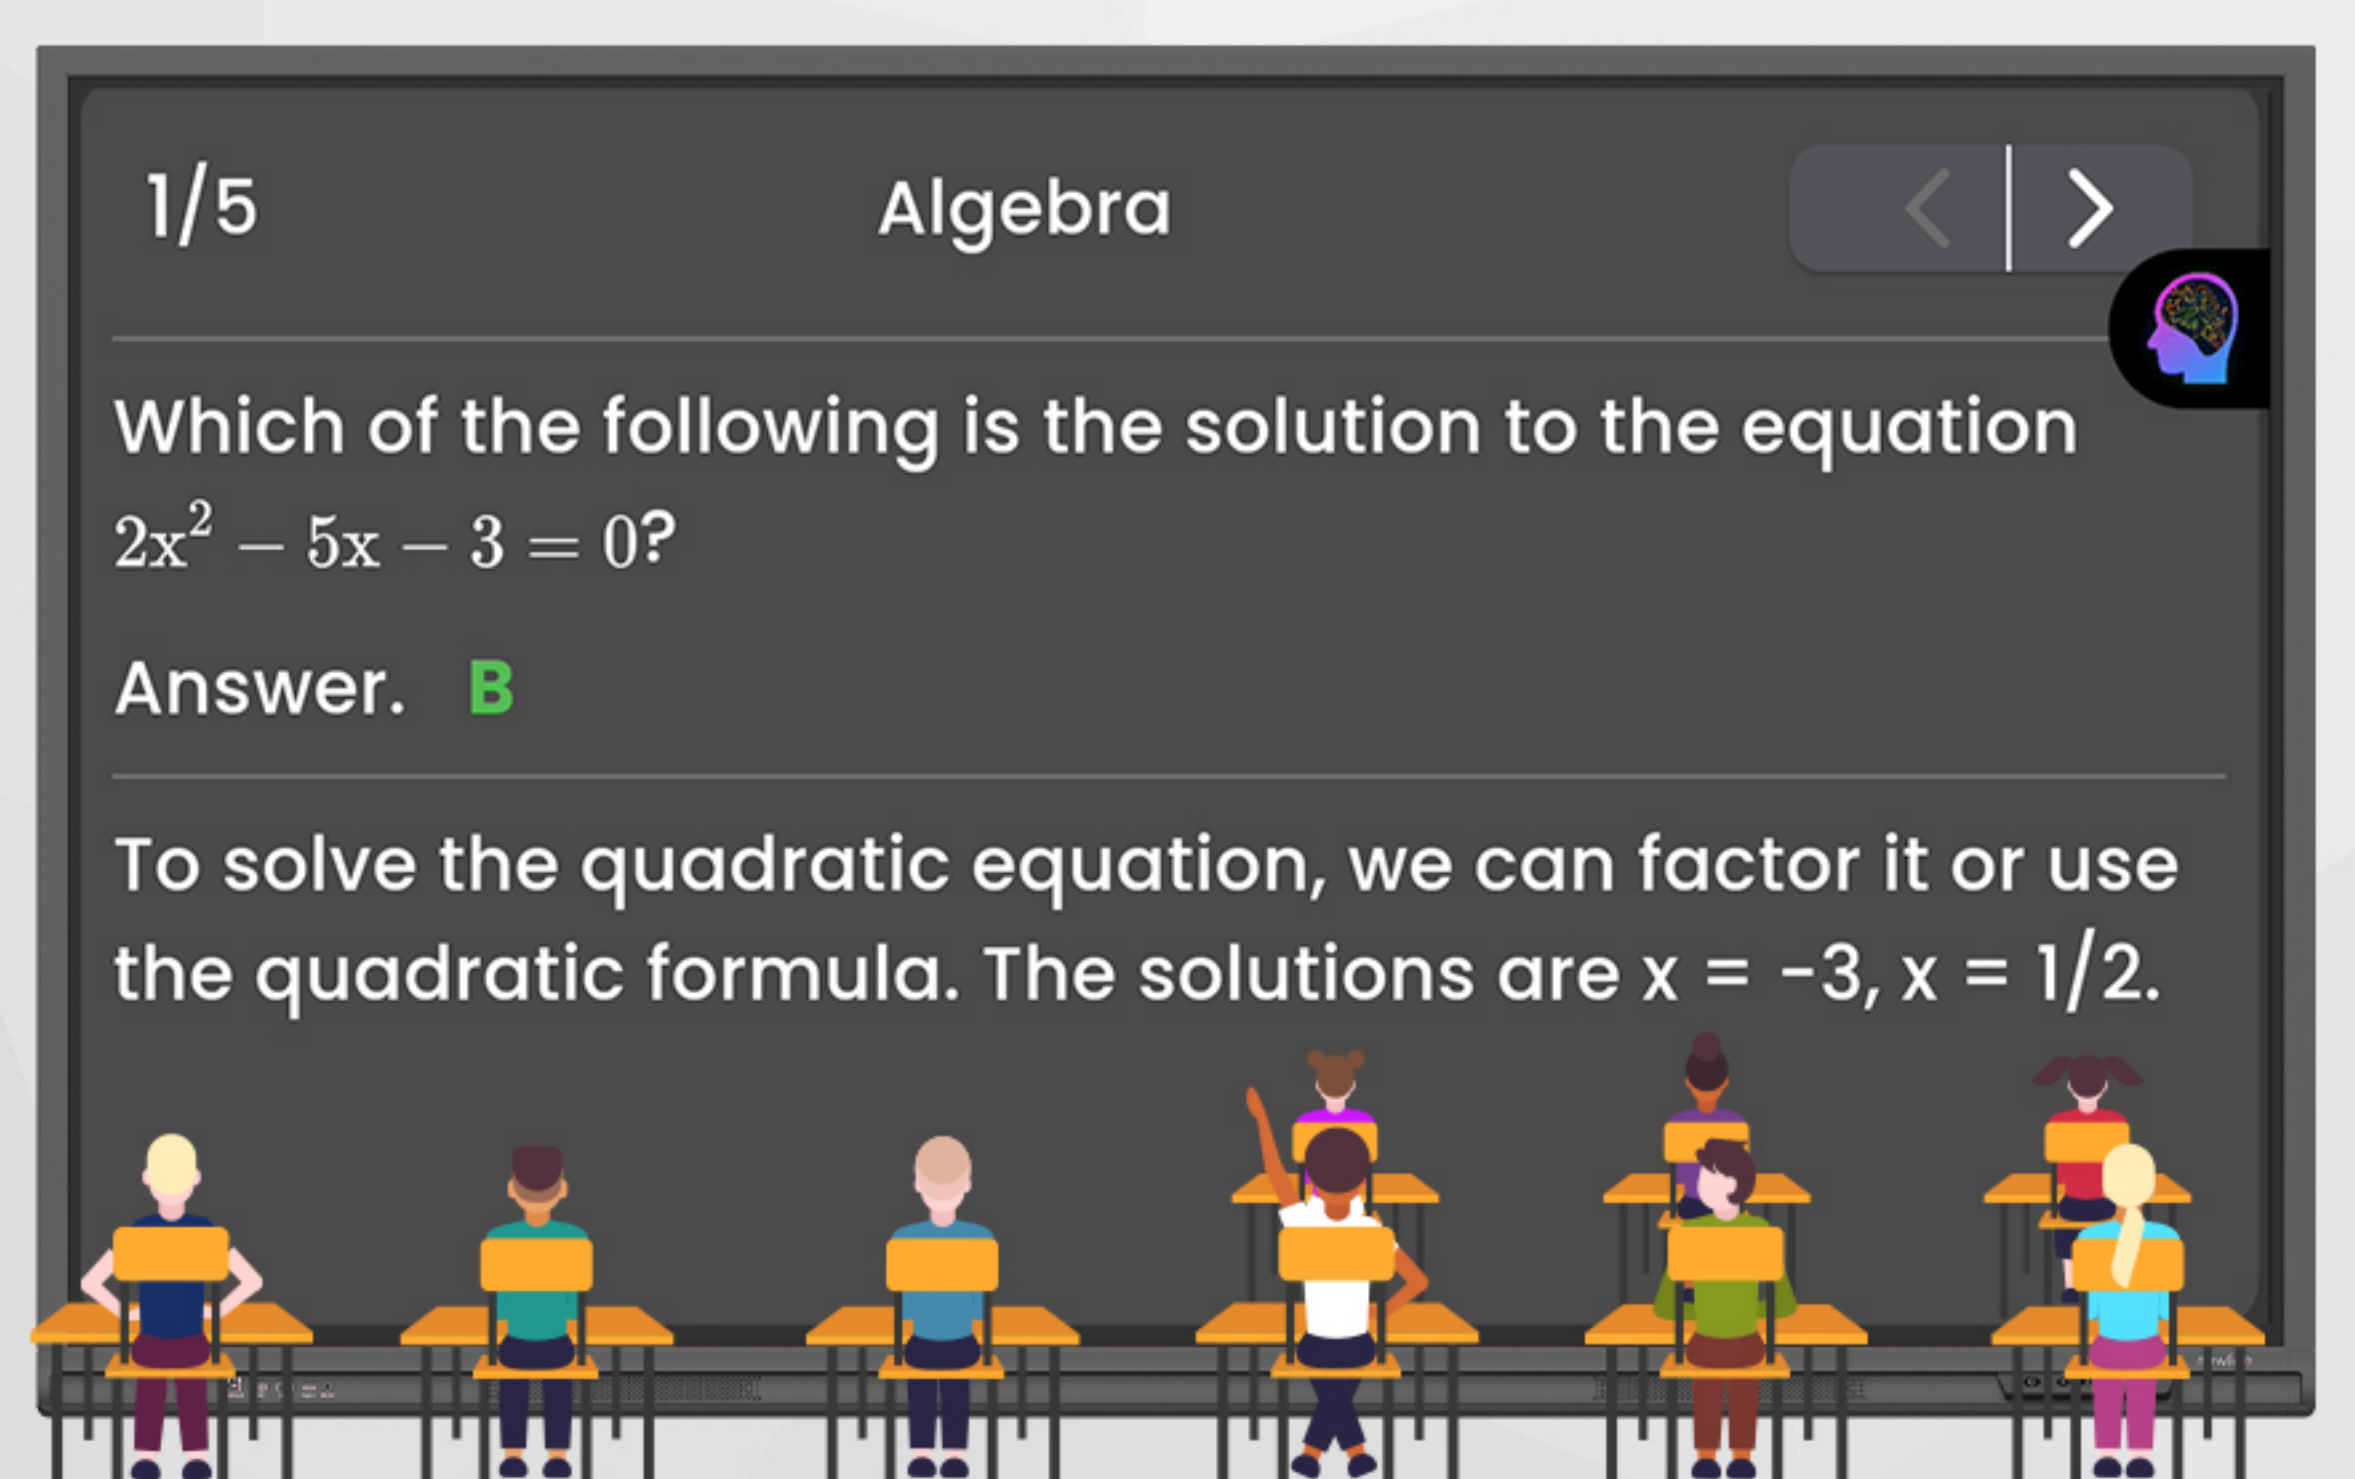 1/5
Algebra
Which of the following is the solution to the equation
2x² − 5x − 3 = 0?
Answer. B
To solve the quadratic equation, we can factor it or use
the quadratic formula. The solutions are x = -3, x = 1/2.
newline